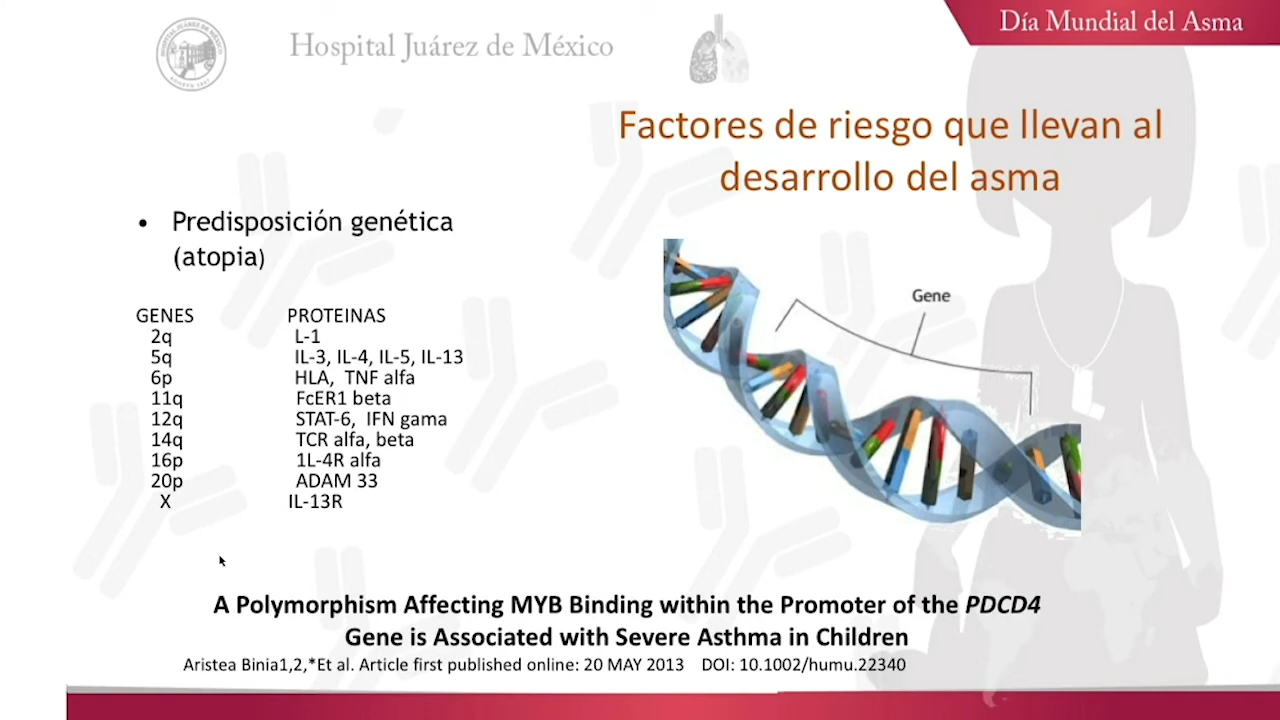 Hospital Juárez de México
Día Mundial del Asma
Factores de riesgo que llevan al
desarrollo del asma
• Predisposición genética
(atopia)
GENES PROTEINAS
2q L-1
5q IL-3, IL-4, IL-5, IL-13
6p HLA, TNF alfa
11q FcER1 beta
12q STAT-6, IFN gama
14q TCR alfa, beta
16p 1L-4R alfa
20p ADAM 33
X IL-13R
Gene
A Polymorphism Affecting MYB Binding within the Promoter of the PDCD4
Gene is Associated with Severe Asthma in Children
Aristea Binia1,2,*Et al. Article first published online: 20 MAY 2013 DOI: 10.1002/humu.22340